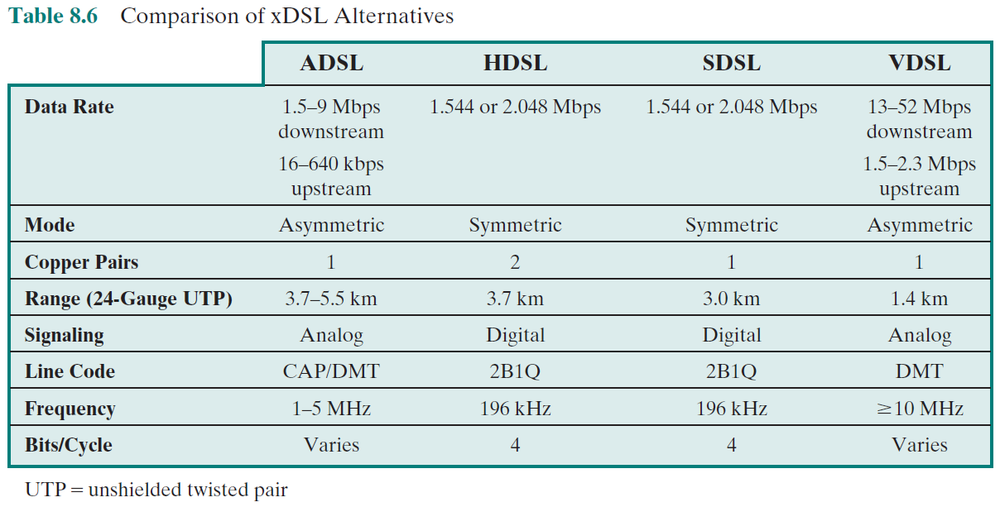 Table 8.6 Comparison of xDSL Alternatives
ADSL HDSL SDSL VDSL
Data Rate 1.5–9 Mbps 1.544 or 2.048 Mbps 1.544 or 2.048 Mbps 13–52 Mbps
downstream downstream
16–640 kbps 1.5–2.3 Mbps
upstream upstream
Mode Asymmetric Symmetric Symmetric Asymmetric
Copper Pairs 1 2 1 1
Range (24-Gauge UTP) 3.7–5.5 km 3.7 km 3.0 km 1.4 km
Signaling Analog Digital Digital Analog
Line Code CAP/DMT 2B1Q 2B1Q DMT
Frequency 1–5 MHz 196 kHz 196 kHz ≥10 MHz
Bits/Cycle Varies 4 4 Varies
UTP = unshielded twisted pair